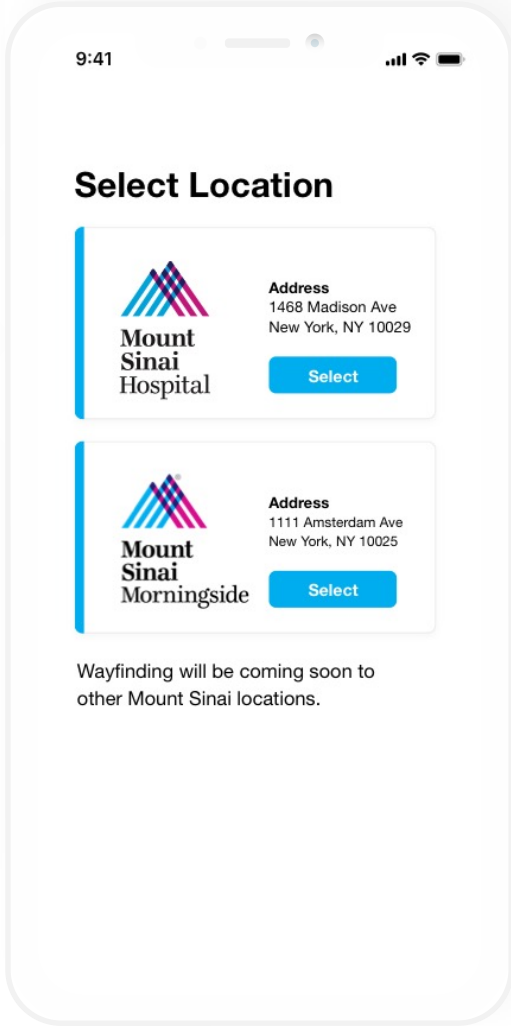 9:41
Select Location
Mount
Sinai
Hospital
Address
1468 Madison Ave
New York, NY 10029
Select
Mount
Sinai
Morningside
Address
1111 Amsterdam Ave
New York, NY 10025
Select
Wayfinding will be coming soon to
other Mount Sinai locations.